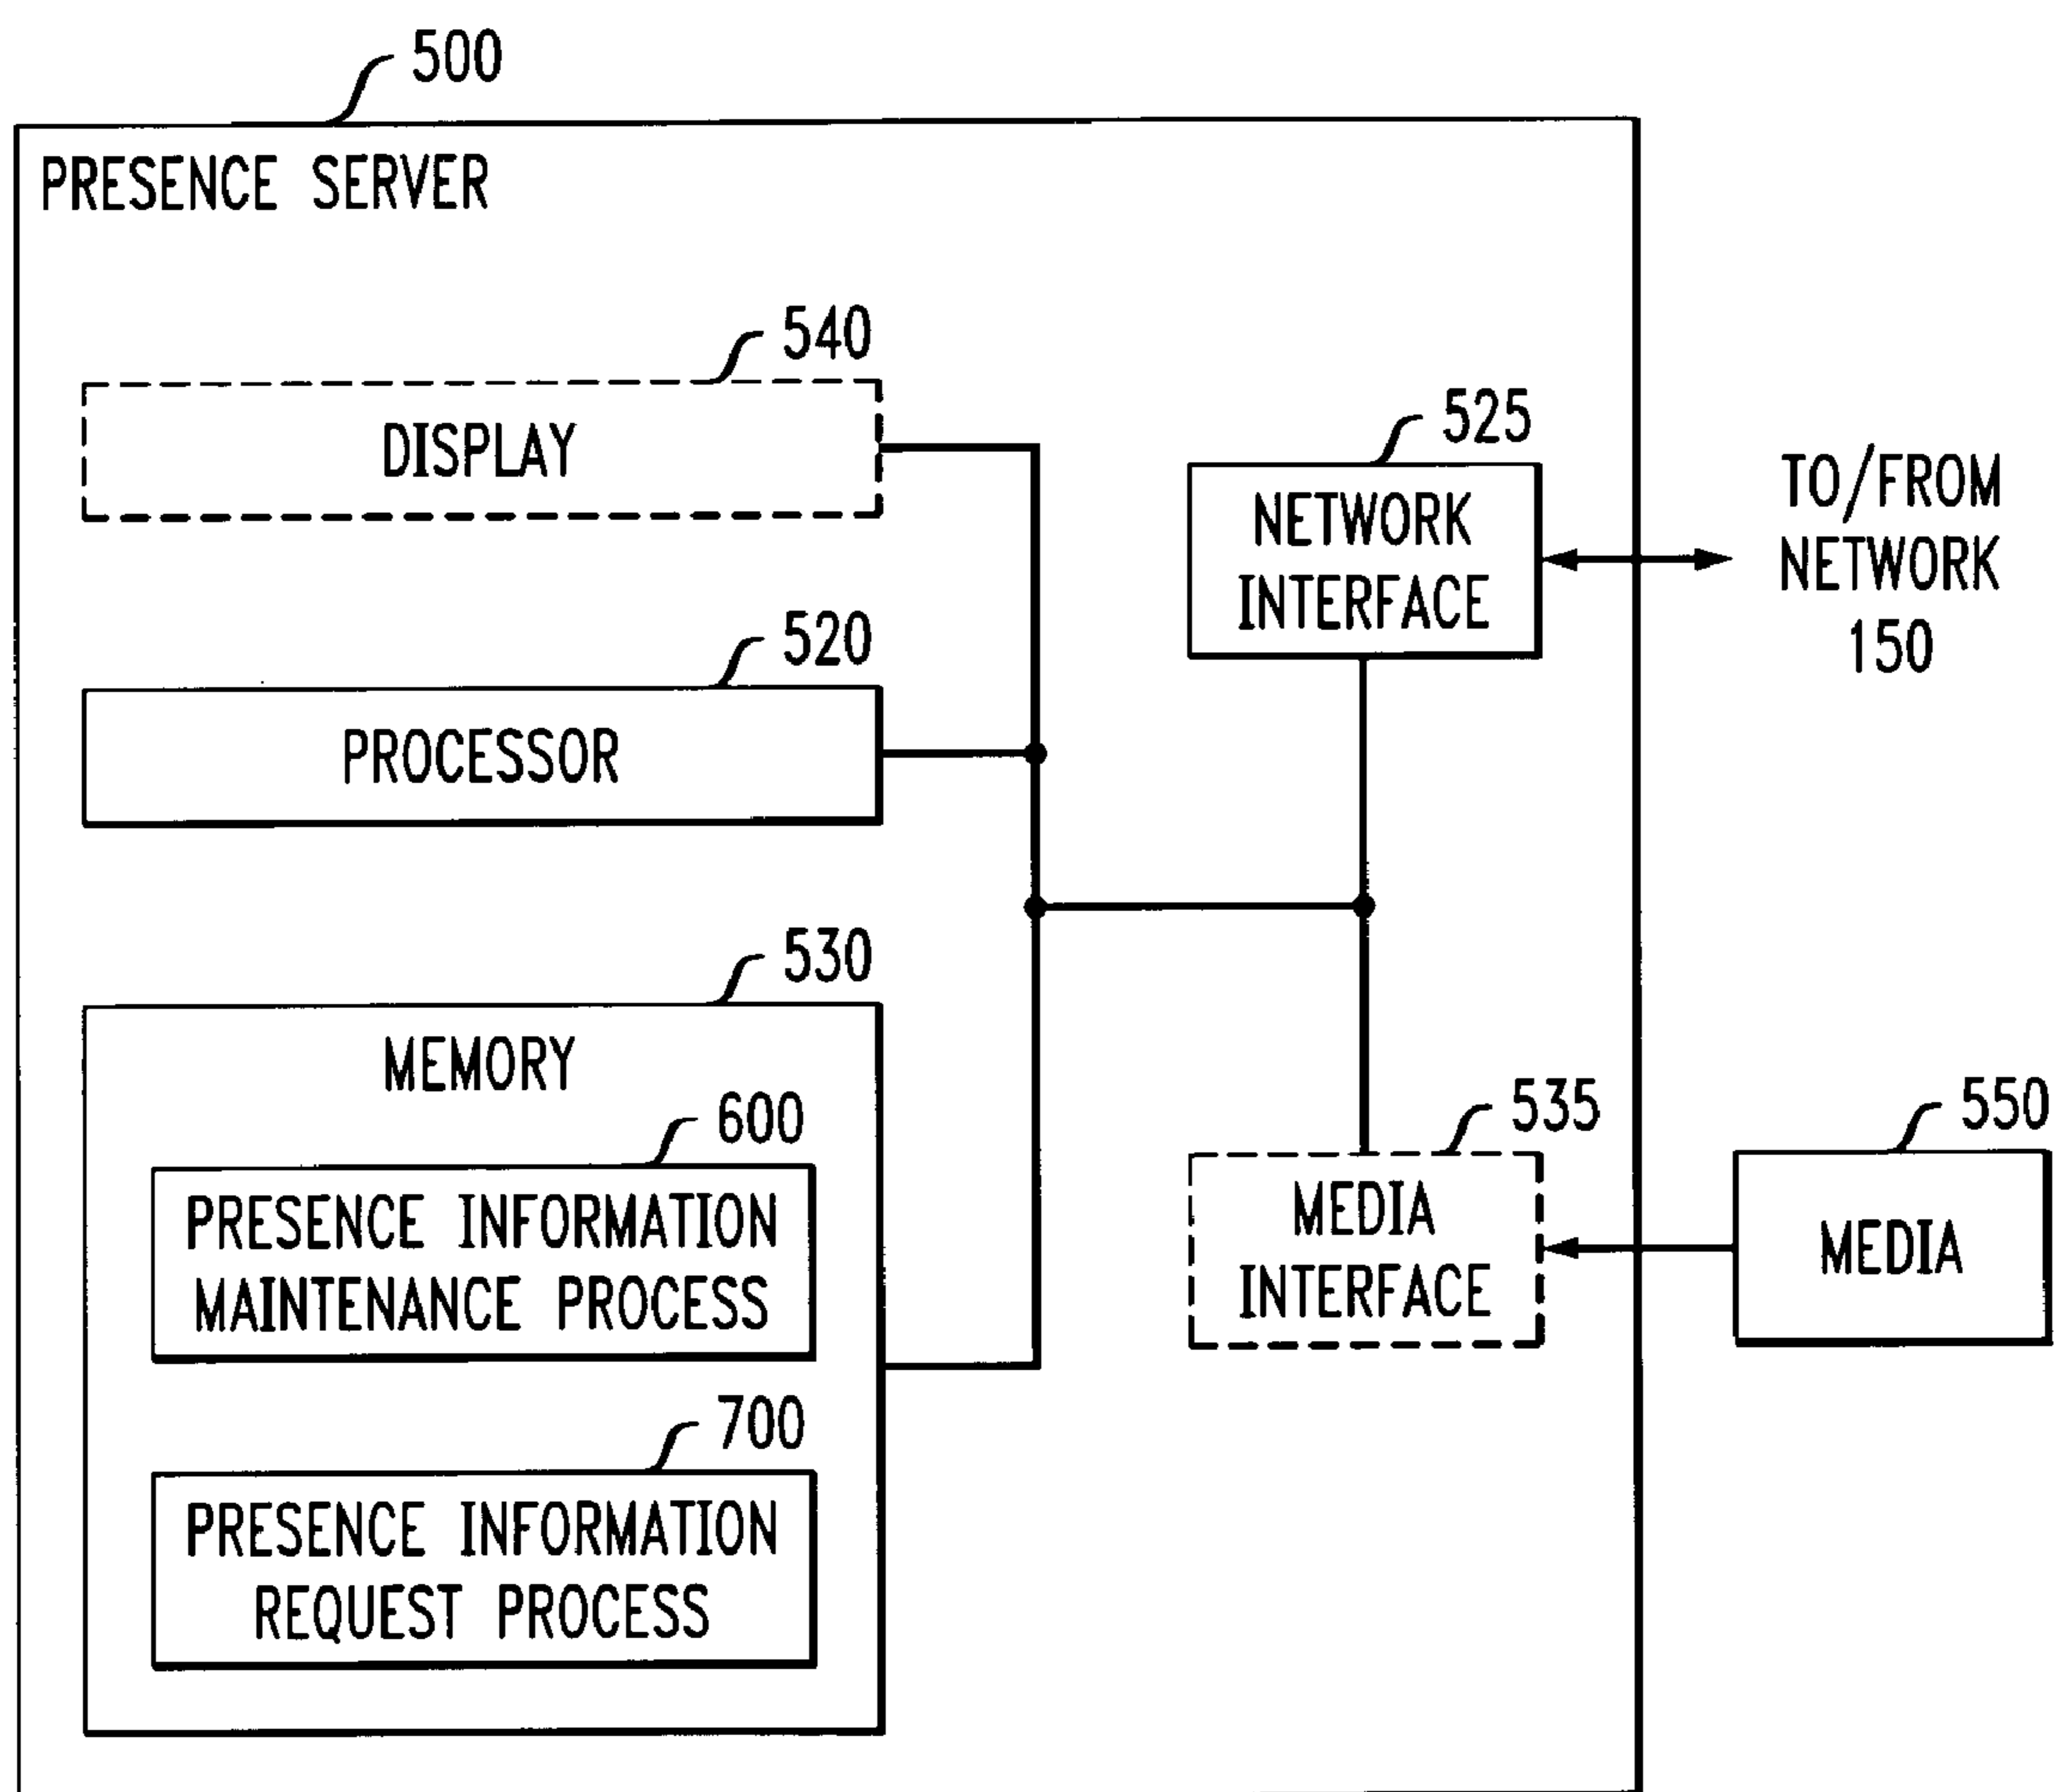 500
PRESENCE SERVER
540
DISPLAY
525
NETWORK
INTERFACE
TO/FROM
NETWORK
150
520
PROCESSOR
530
MEMORY
600
PRESENCE INFORMATION
MAINTENANCE PROCESS
700
PRESENCE INFORMATION
REQUEST PROCESS
535
MEDIA
INTERFACE
550
MEDIA